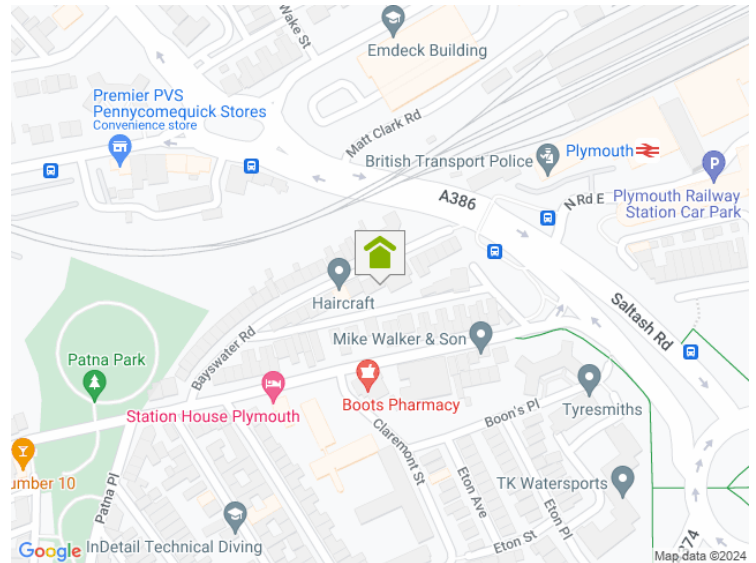 Wake St
Emdeck Building
Premier PVS
Pennycomequick Stores
Convenience store
Matt Clark Rd
British Transport Police
Plymouth
P
Plymouth Railway
Station Car Park
A386
N Rd E
Haircraft
Saltash Rd
Bayswater Rd
Mike Walker & Son
Patna Park
Boots Pharmacy
Station House Plymouth
Boon's Pl
Tyresmiths
Claremont St
umber 10
Patna Pl
Eton Ave
TK Watersports
Eton Pl
InDetail Technical Diving
Eton St
374
Google
Map data ©2024